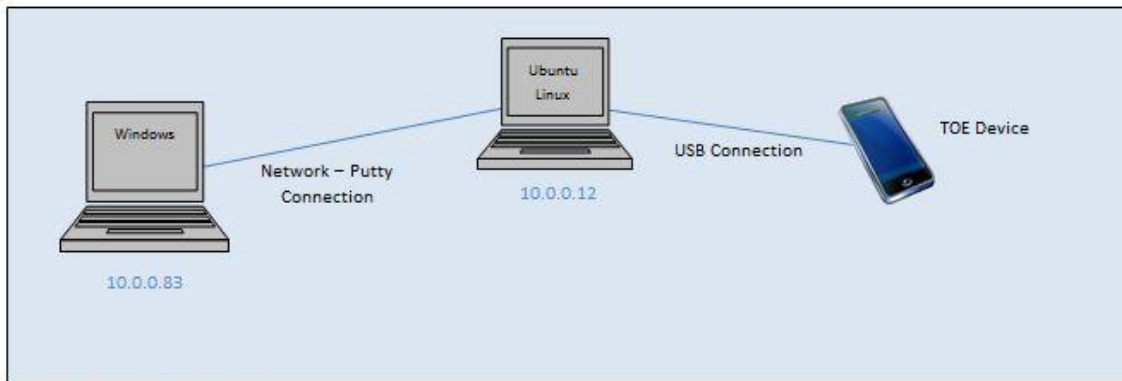 Windows
Network – Putty
Connection
10.0.0.83
Ubuntu
Linux
10.0.0.12
USB Connection
TOE Device